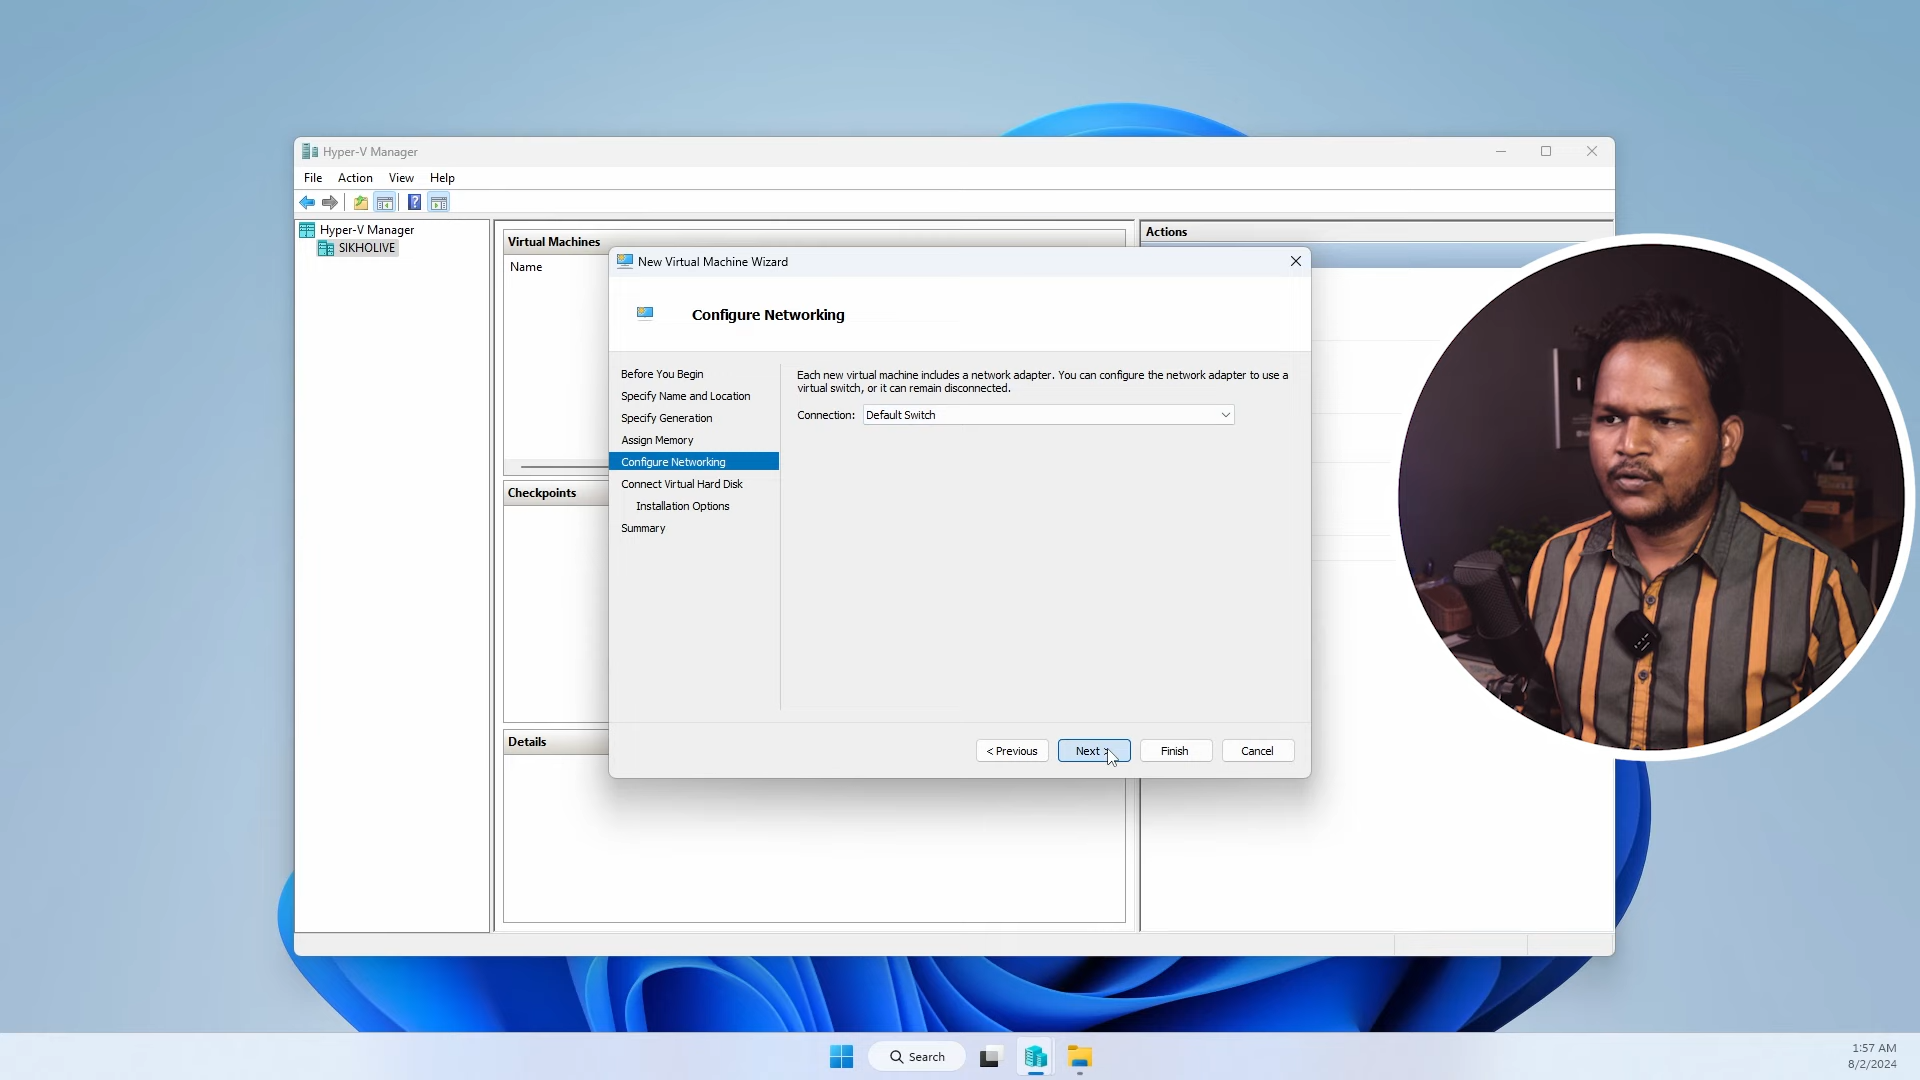 Hyper-V Manager
File Action View Help
Hyper-V Manager
SIKHOLIVE
Virtual Machines
Name
Checkpoints
Details
Actions
New Virtual Machine Wizard
Configure Networking
Before You Begin
Specify Name and Location
Specify Generation
Assign Memory
Configure Networking
Connect Virtual Hard Disk
Installation Options
Summary
Each new virtual machine includes a network adapter. You can configure the network adapter to use a
virtual switch, or it can remain disconnected.
Connection: Default Switch
< Previous Next > Finish Cancel
Search
1:57 AM
8/2/2024